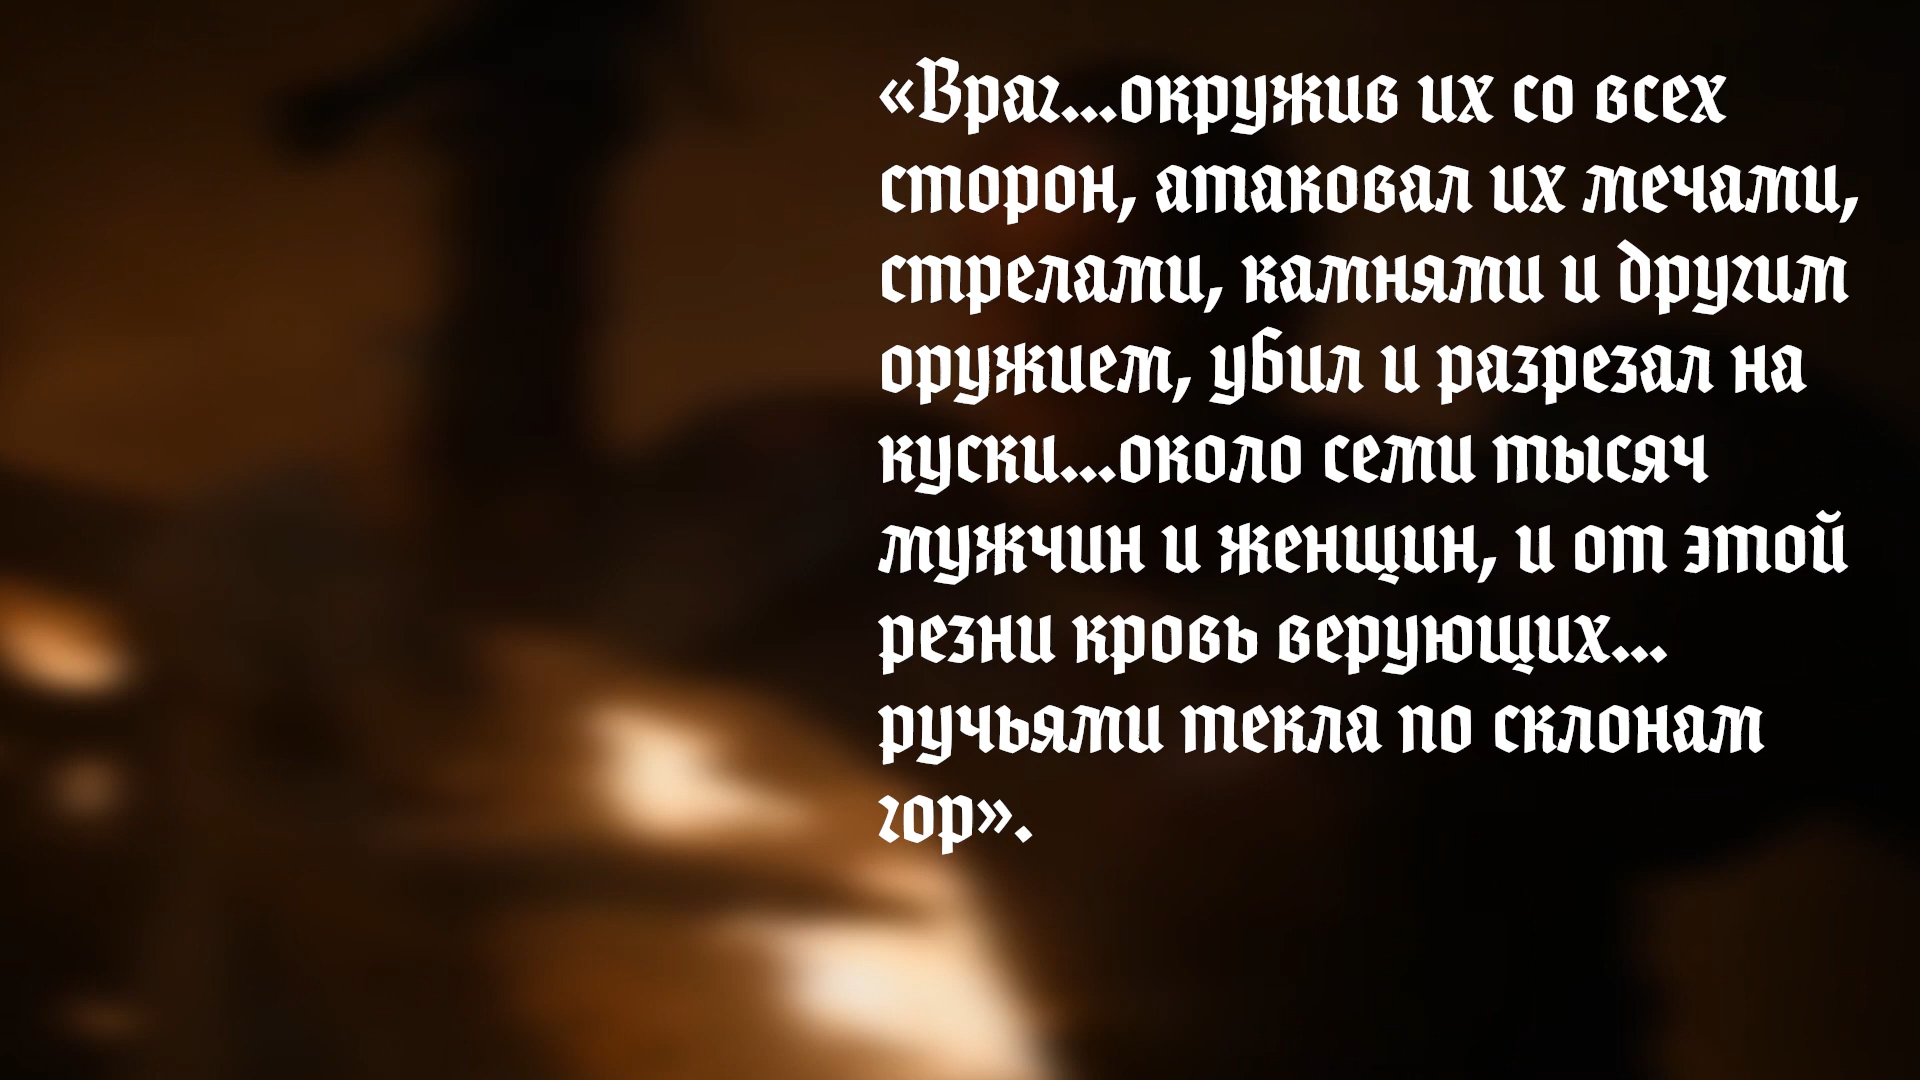 «Враг...окружив их со всех
сторон, атаковал их мечами,
стрелами, камнями и другим
оружием, убил и разрезал на
куски...около семи тысяч
мужчин и женщин, и от этой
резни кровь верующих...
ручьями текла по склонам
гор».